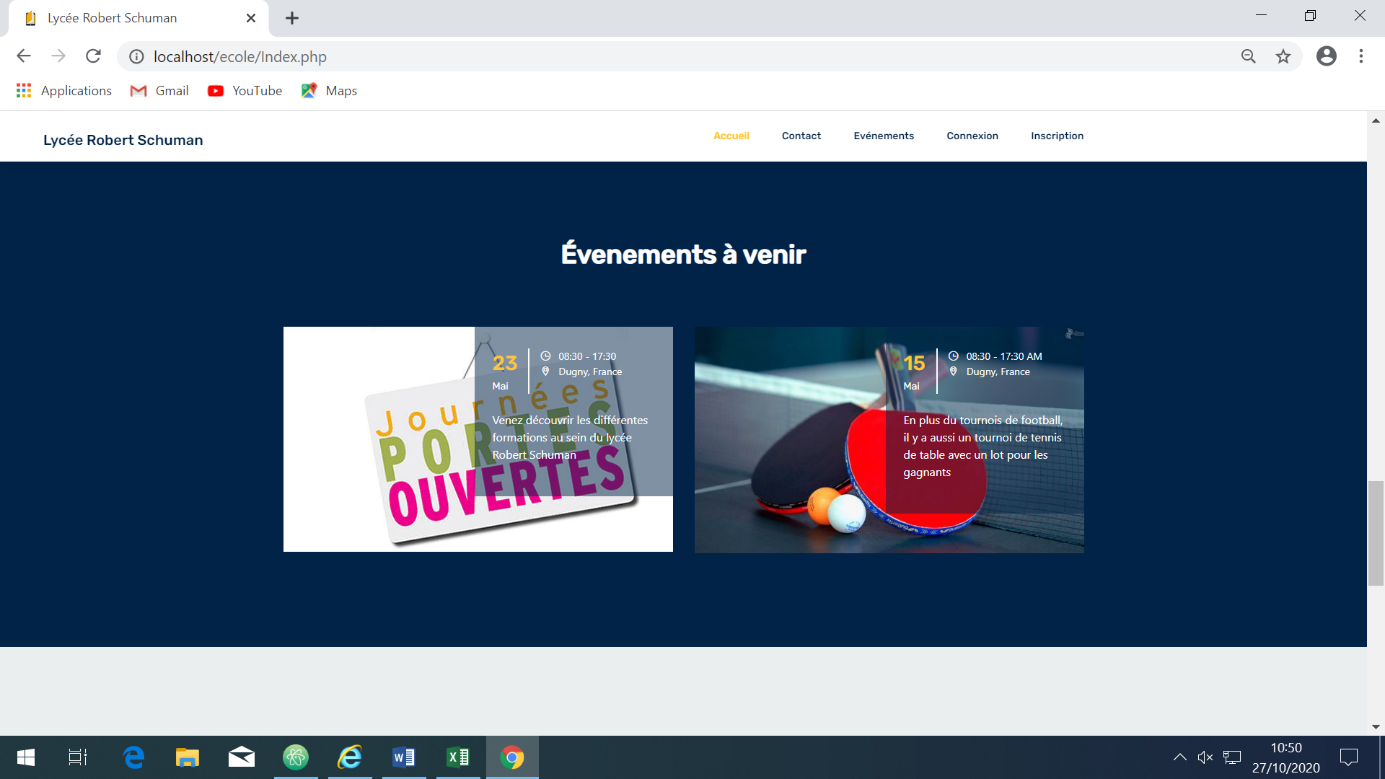 Lycée Robert Schuman
localhost/ecole/Index.php
Applications Gmail YouTube Maps
Lycée Robert Schuman
Accueil Contact Evénements Connexion Inscription
Évenements à venir
23
Mai
08:30 - 17:30
Dugny, France
Venez découvrir les différentes
formations au sein du lycée
Robert Schuman
Journées
PORTES
OUVERTES
15
Mai
08:30 - 17:30 AM
Dugny, France
En plus du tournois de football,
il y a aussi un tournoi de tennis
de table avec un lot pour les
gagnants
10:50
27/10/2020